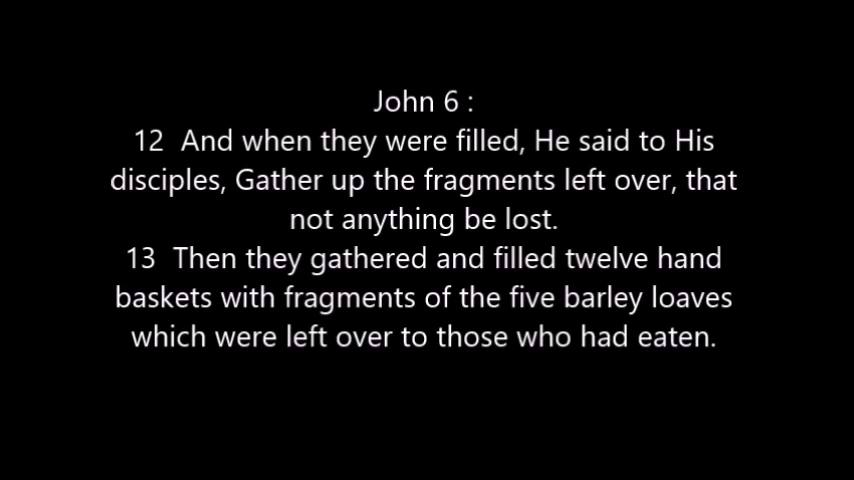 John 6 :
12  And when they were filled, He said to His
disciples, Gather up the fragments left over, that
not anything be lost.
13  Then they gathered and filled twelve hand
baskets with fragments of the five barley loaves
which were left over to those who had eaten.